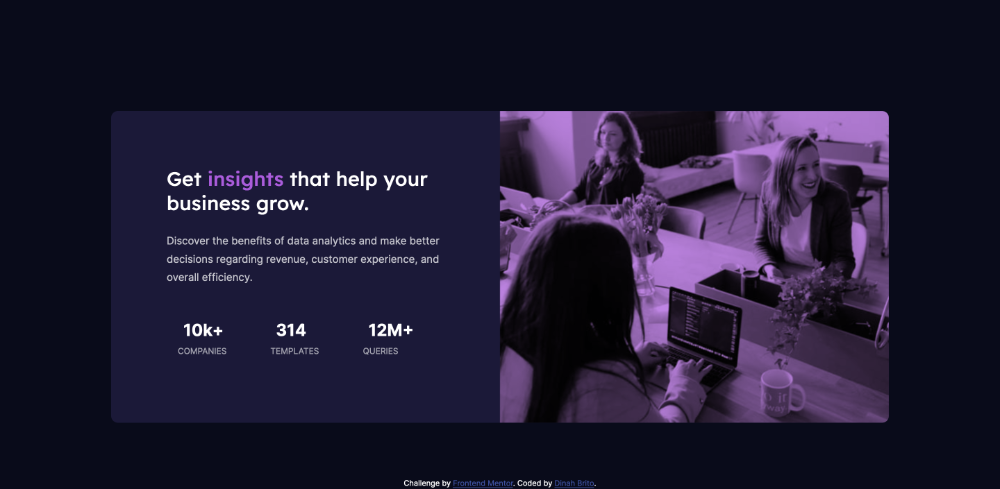 Get insights that help your
business grow.
Discover the benefits of data analytics and make better
decisions regarding revenue, customer experience, and
overall efficiency.
10k+ 314 12M+
COMPANIES TEMPLATES QUERIES
Challenge by Frontend Mentor. Coded by Dinah Brito.